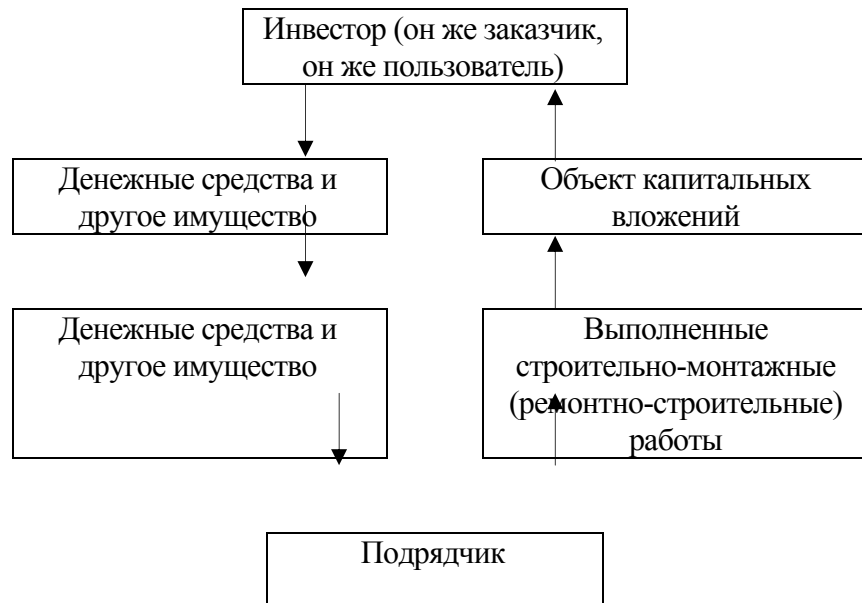 Инвестор (он же заказчик,
он же пользователь)
Денежные средства и
другое имущество
Объект капитальных
вложений
Денежные средства и
другое имущество
Выполненные
строительно-монтажные
(ремонтно-строительные)
работы
Подрядчик